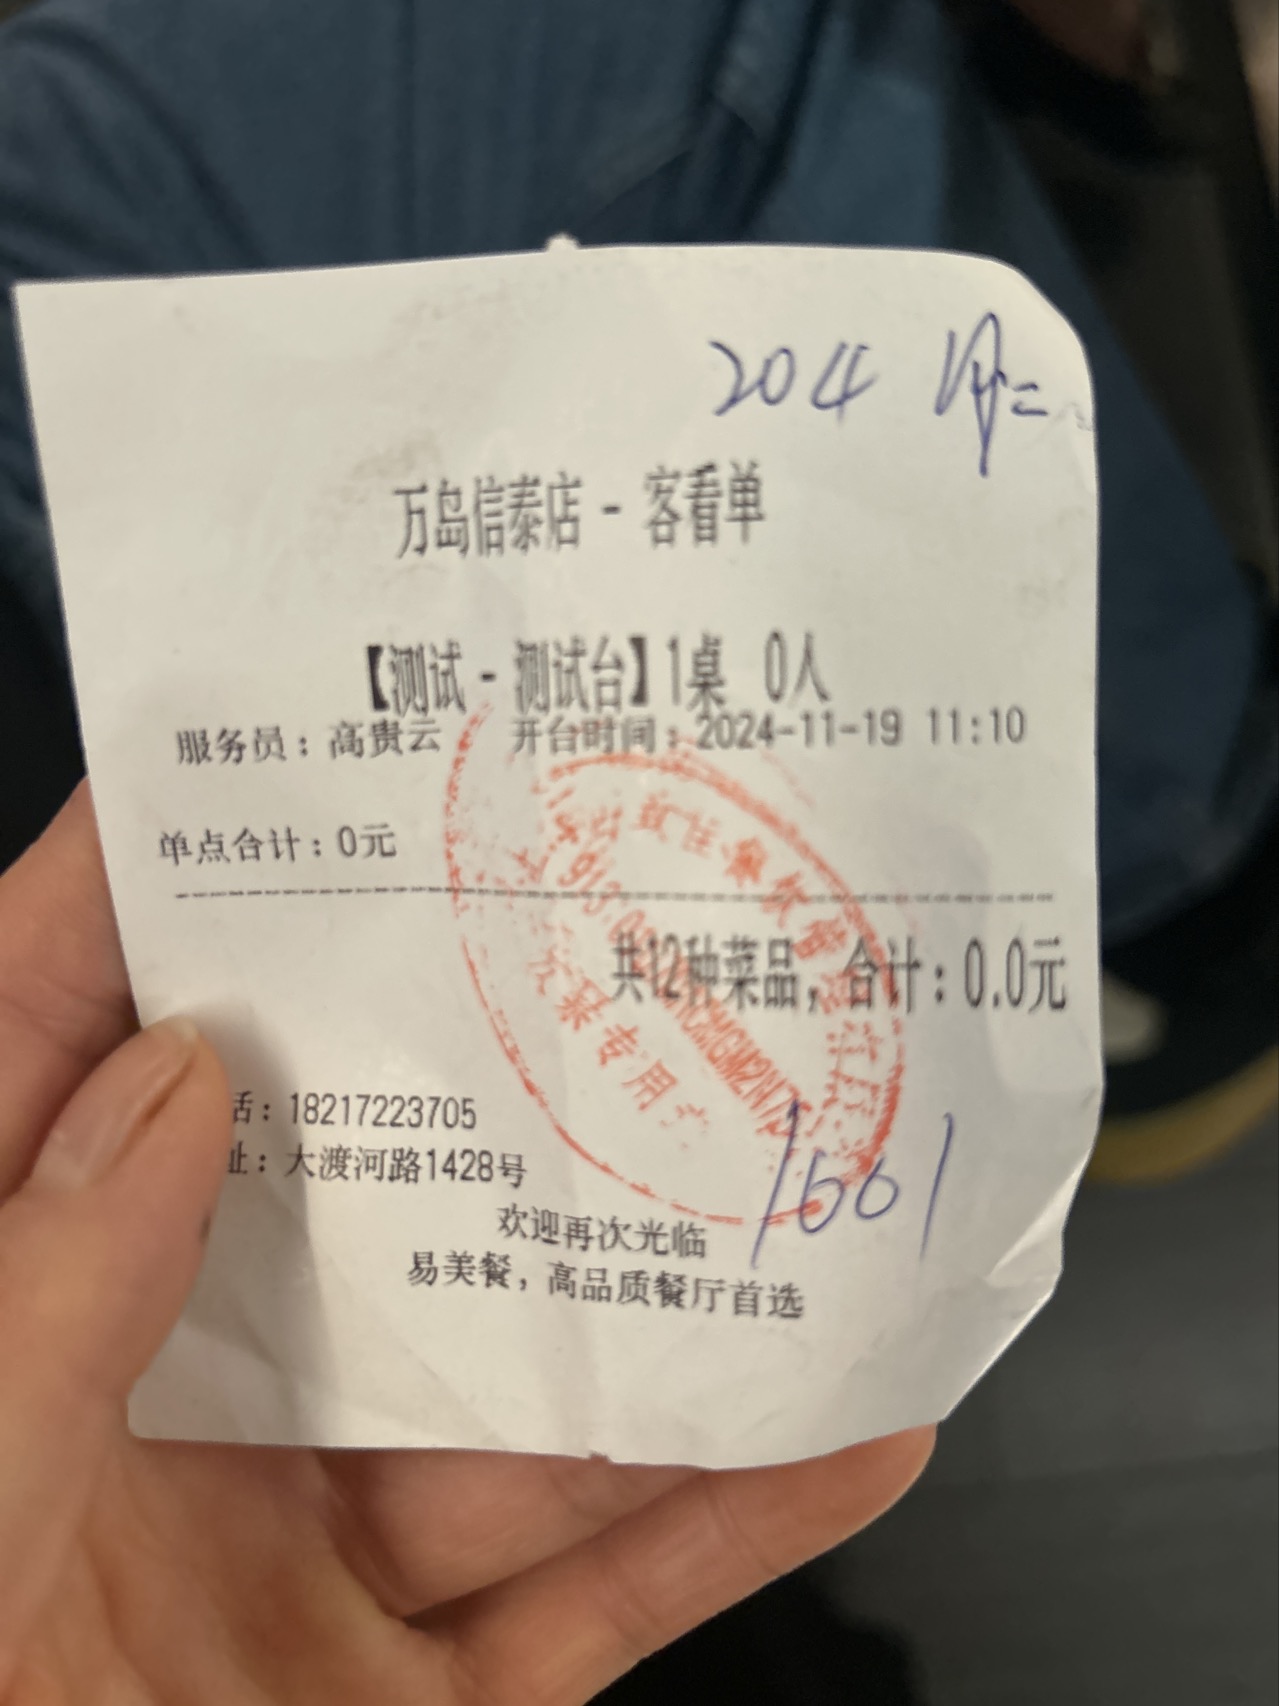 204
万岛信泰店 - 客看单
【测试 - 测试台】1桌 0人
服务员：高贵云 开台时间：2024-11-19 11:10
单点合计：0元
共12种菜品，合计：0.0元
话：18217223705
址：大渡河路1428号
1601
欢迎再次光临
易美餐，高品质餐厅首选
专用